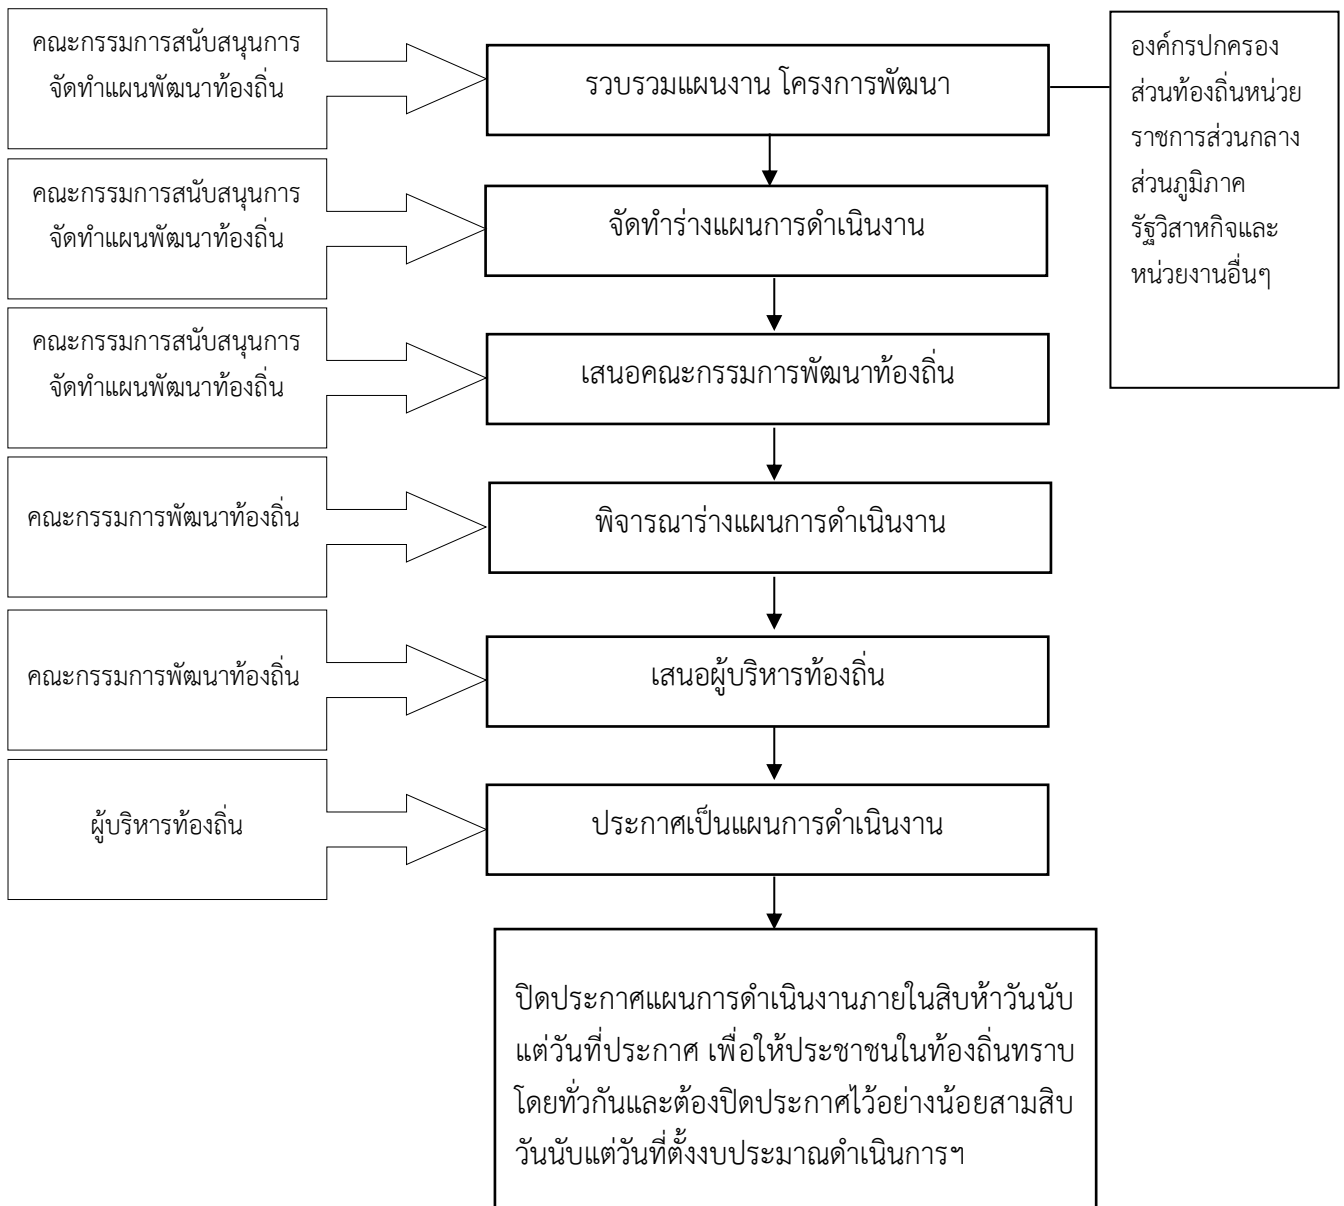 คณะกรรมการสนับสนุนการ
จัดทำแผนพัฒนาท้องถิ่น
รวบรวมแผนงาน โครงการพัฒนา
องค์กรปกครอง
ส่วนท้องถิ่นหน่วย
ราชการส่วนกลาง
ส่วนภูมิภาค
รัฐวิสาหกิจและ
หน่วยงานอื่นๆ
คณะกรรมการสนับสนุนการ
จัดทำแผนพัฒนาท้องถิ่น
จัดทำร่างแผนการดำเนินงาน
คณะกรรมการสนับสนุนการ
จัดทำแผนพัฒนาท้องถิ่น
เสนอคณะกรรมการพัฒนาท้องถิ่น
คณะกรรมการพัฒนาท้องถิ่น
พิจารณาร่างแผนการดำเนินงาน
คณะกรรมการพัฒนาท้องถิ่น
เสนอผู้บริหารท้องถิ่น
ผู้บริหารท้องถิ่น
ประกาศเป็นแผนการดำเนินงาน
ปิดประกาศแผนการดำเนินงานภายในสิบห้าวันนับ
แต่วันที่ประกาศ เพื่อให้ประชาชนในท้องถิ่นทราบ
โดยทั่วกันและต้องปิดประกาศไว้อย่างน้อยสามสิบ
วันนับแต่วันที่ตั้งงบประมาณดำเนินการฯ